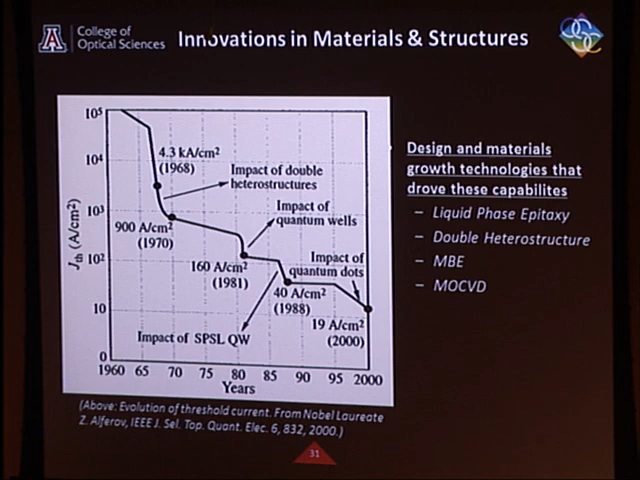 College of
Optical Sciences
Innovations in Materials & Structures
10⁵
10⁴
10³
10²
10
0
Jth (A/cm²)
4.3 kA/cm²
(1968)
Impact of double
heterostructures
Impact of
quantum wells
900 A/cm²
(1970)
160 A/cm²
(1981)
Impact of
quantum dots
40 A/cm²
(1988)
19 A/cm²
(2000)
Impact of SPSL QW
1960 65 70 75 80 85 90 95 2000
Years
(Above: Evolution of threshold current. From Nobel Laureate
Z. Alferov, IEEE J. Sel. Top. Quant. Elec. 6, 832, 2000.)
Design and materials
growth technologies that
drove these capabilites
– Liquid Phase Epitaxy
– Double Heterostructure
– MBE
– MOCVD
31